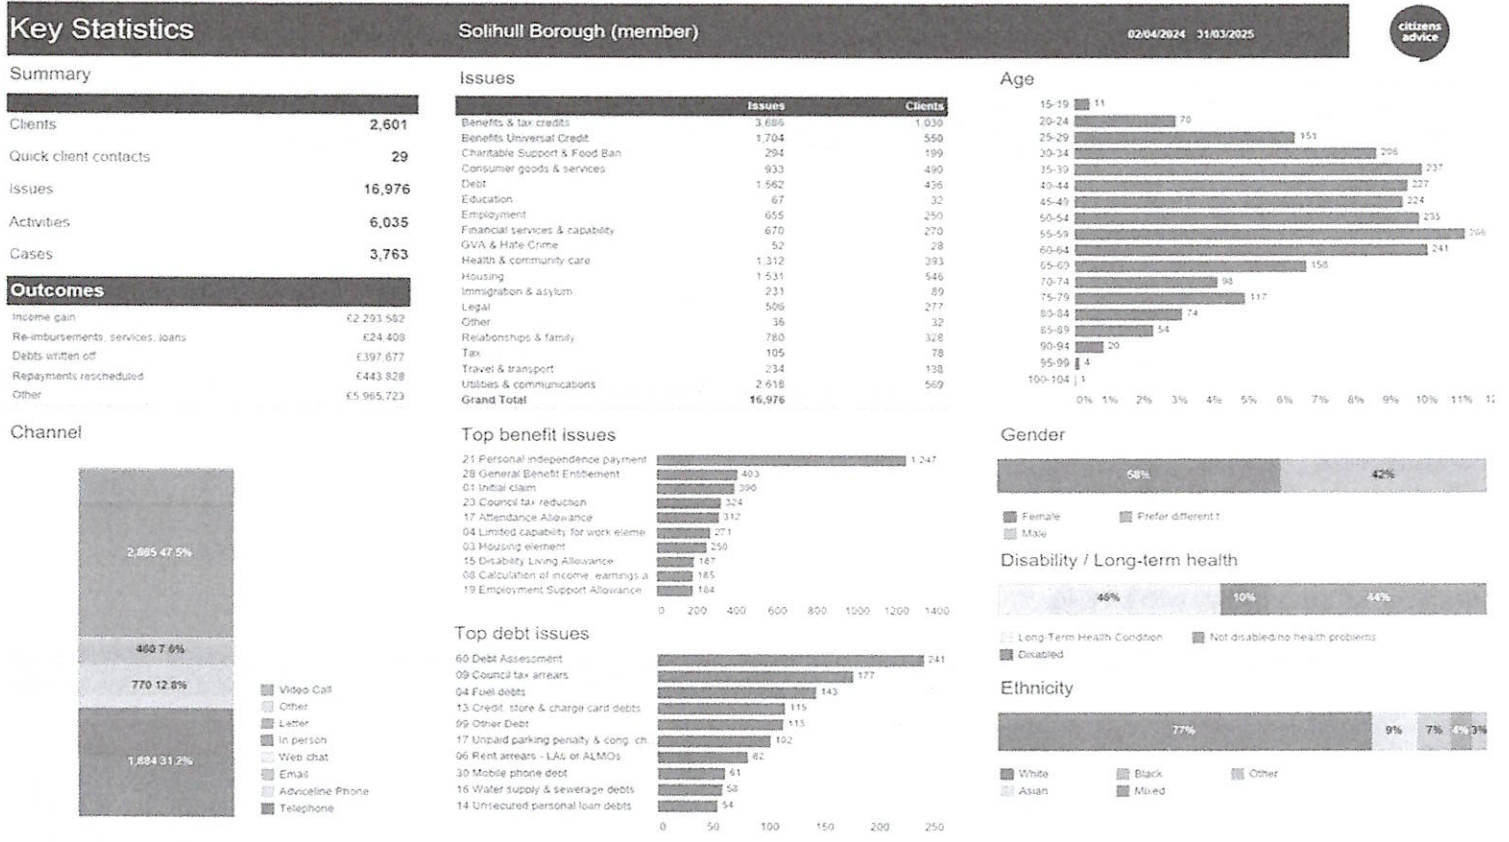 Key Statistics
Solihull Borough (member)
02/04/2024 31/03/2025
citizens
advice
Summary
Clients 2,601
Quick client contacts 29
Issues 16,976
Activities 6,035
Cases 3,763
Outcomes
Income gain £2,293,582
Re-imbursements, services, loans £24,408
Debts written off £397,677
Repayments rescheduled £443,828
Other £5,965,723
Channel
2,865 47.5%
460 7.6%
770 12.8%
1,884 31.2%
Video Call
Other
Letter
In person
Web chat
Email
Adviceline Phone
Telephone
Issues
Issues Clients
Benefits & tax credits 3,686 1,030
Benefits Universal Credit 1,704 550
Charitable Support & Food Ban 294 199
Consumer goods & services 933 490
Debt 1,562 436
Education 67 32
Employment 655 250
Financial services & capability 670 270
GVA & Hate Crime 52 28
Health & community care 1,312 393
Housing 1,531 546
Immigration & asylum 231 89
Legal 506 277
Other 36 32
Relationships & family 780 328
Tax 105 78
Travel & transport 234 138
Utilities & communications 2,618 569
Grand Total 16,976
Top benefit issues
21 Personal independence payment 1,247
28 General Benefit Entitlement 403
01 Initial claim 390
23 Council tax reduction 324
17 Attendance Allowance 312
04 Limited capability for work eleme 271
03 Housing element 250
15 Disability Living Allowance 187
08 Calculation of income, earnings a 185
19 Employment Support Allowance 184
0 200 400 600 800 1000 1200 1400
Top debt issues
60 Debt Assessment 241
09 Council tax arrears 177
04 Fuel debts 143
13 Credit, store & charge card debts 115
99 Other Debt 113
17 Unpaid parking penalty & cong. ch. 102
06 Rent arrears - LAs or ALMOs 82
30 Mobile phone debt 61
16 Water supply & sewerage debts 58
14 Unsecured personal loan debts 54
0 50 100 150 200 250
Age
15-19 11
20-24 70
25-29 151
30-34 206
35-39 237
40-44 227
45-49 224
50-54 235
55-59 266
60-64 241
65-69 158
70-74 98
75-79 117
80-84 74
85-89 54
90-94 20
95-99 4
100-104 1
0% 1% 2% 3% 4% 5% 6% 7% 8% 9% 10% 11% 12
Gender
58% 42%
Female Prefer different t
Male
Disability / Long-term health
46% 10% 44%
Long-Term Health Condition Not disabled/no health problems
Disabled
Ethnicity
77% 9% 7% 4% 3%
White Black Other
Asian Mixed